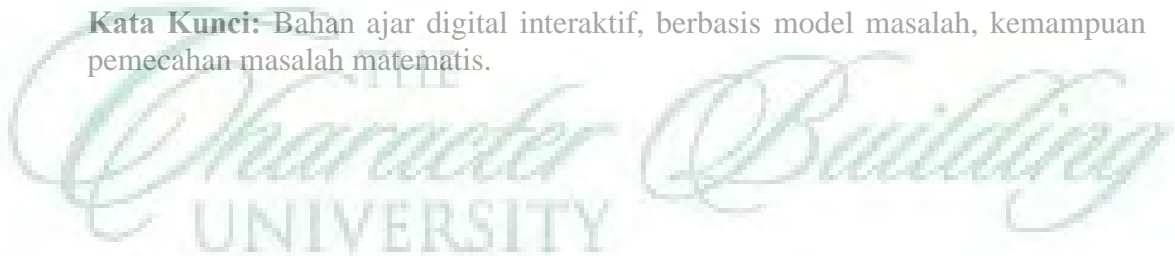 Kata Kunci: Bahan ajar digital interaktif, berbasis model masalah, kemampuan
pemecahan masalah matematis.
THE
Character Building
UNIVERSITY